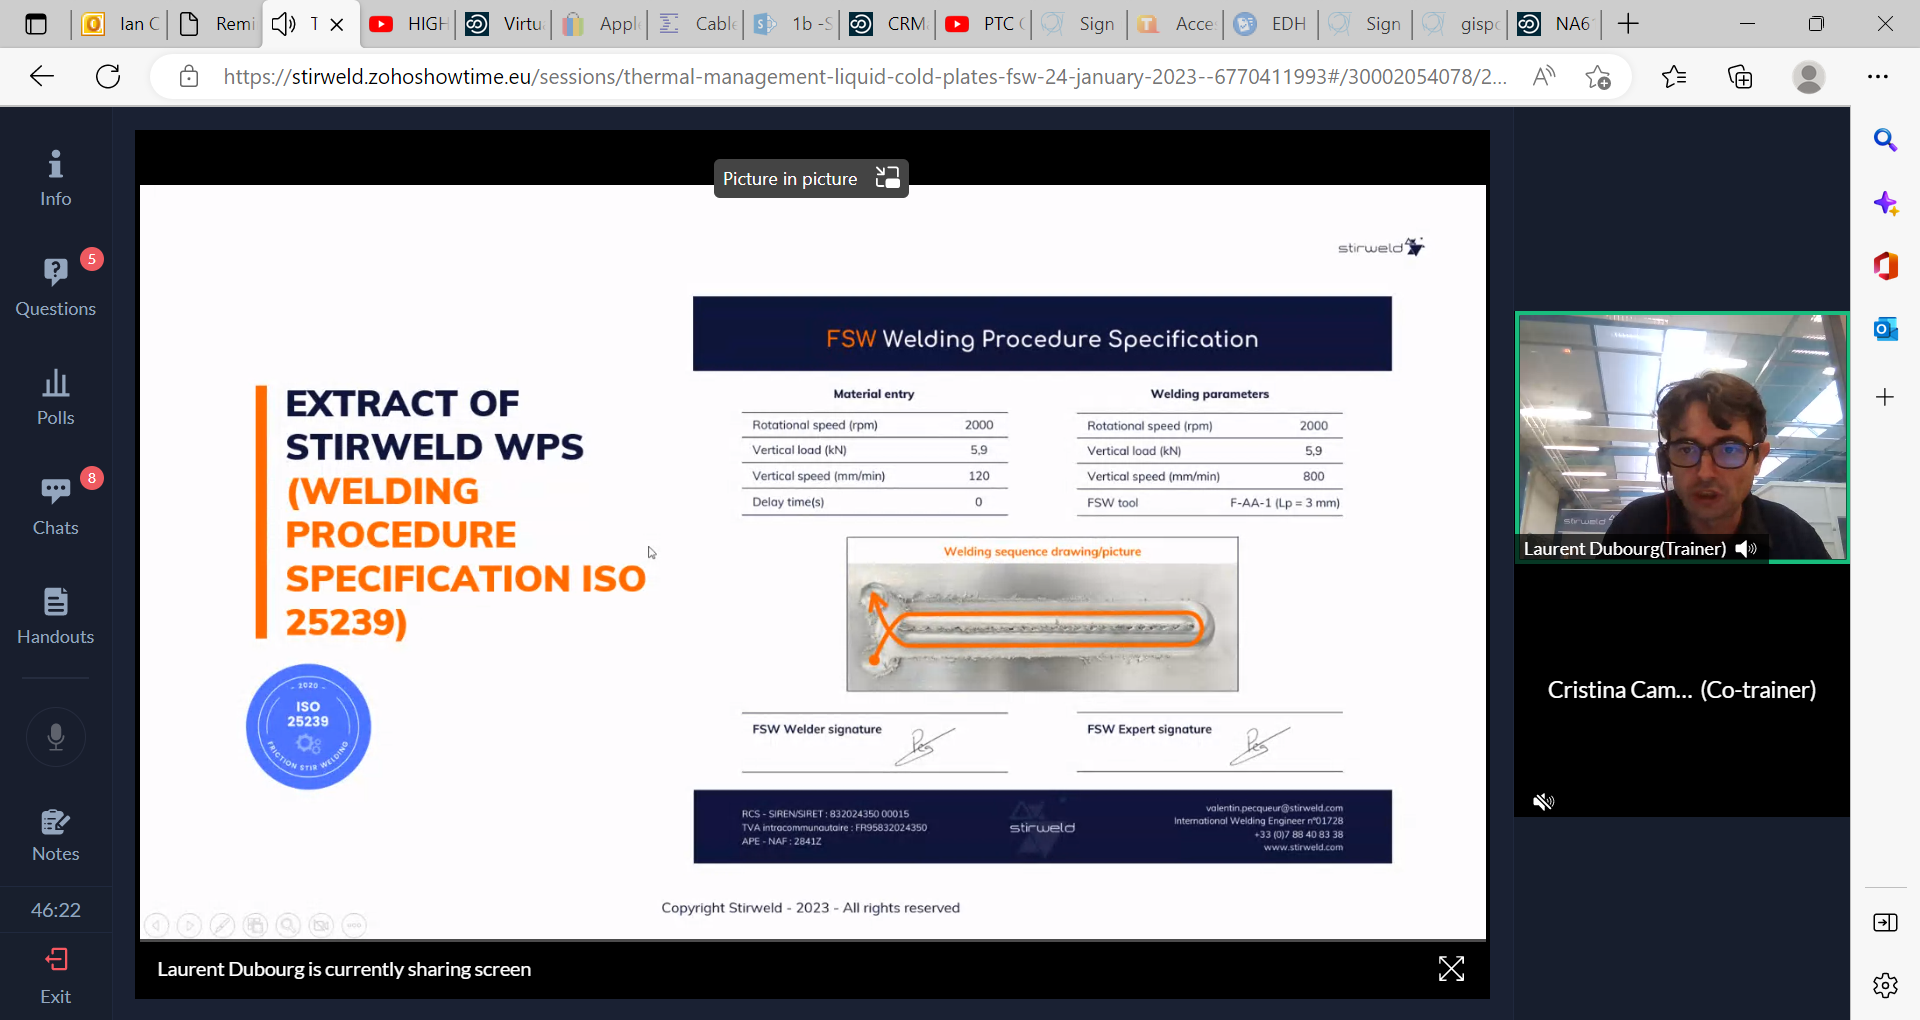 Ian C
Remi
T
HIGH
Virtu
Appl
Cable
1b -S
CRM
PTC
Sign
Acce
EDH
Sign
gisp
NA6
https://stirweld.zohoshowtime.eu/sessions/thermal-management-liquid-cold-plates-fsw-24-january-2023--6770411993#/30002054078/2...
Info
5
Questions
Polls
8
Chats
Handouts
Notes
46:22
Exit
Picture in picture
stirweld
EXTRACT OF
STIRWELD WPS
(WELDING
PROCEDURE
SPECIFICATION ISO
25239)
- 2020 -
ISO
25239
FRICTION STIR WELDING
FSW Welding Procedure Specification
Material entry
Rotational speed (rpm) 2000
Vertical load (kN) 5,9
Vertical speed (mm/min) 120
Delay time(s) 0
Welding parameters
Rotational speed (rpm) 2000
Vertical load (kN) 5,9
Vertical speed (mm/min) 800
FSW tool F-AA-1 (Lp = 3 mm)
Welding sequence drawing/picture
FSW Welder signature
FSW Expert signature
RCS - SIREN/SIRET : 832024350 00015
TVA intracommunautaire : FR95832024350
APE - NAF : 2841Z
stirweld
valentin.pecqueur@stirweld.com
International Welding Engineer n°01728
+33 (0)7 88 40 83 38
www.stirweld.com
Copyright Stirweld - 2023 - All rights reserved
Laurent Dubourg is currently sharing screen
stirweld
Laurent Dubourg(Trainer)
Cristina Cam... (Co-trainer)